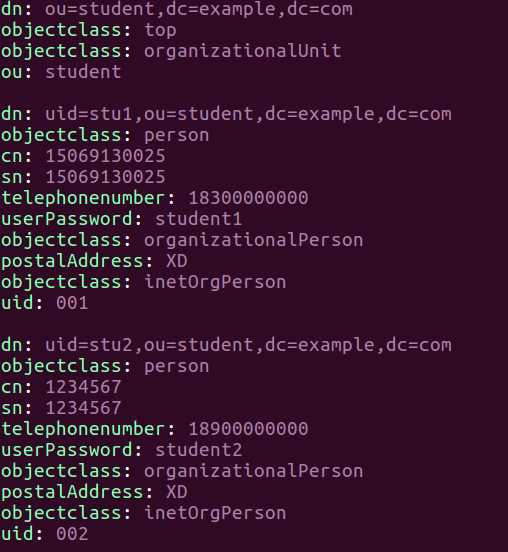 dn: ou=student,dc=example,dc=com
objectclass: top
objectclass: organizationalUnit
ou: student
dn: uid=stu1,ou=student,dc=example,dc=com
objectclass: person
cn: 15069130025
sn: 15069130025
telephonenumber: 18300000000
userPassword: student1
objectclass: organizationalPerson
postalAddress: XD
objectclass: inetOrgPerson
uid: 001
dn: uid=stu2,ou=student,dc=example,dc=com
objectclass: person
cn: 1234567
sn: 1234567
telephonenumber: 18900000000
userPassword: student2
objectclass: organizationalPerson
postalAddress: XD
objectclass: inetOrgPerson
uid: 002